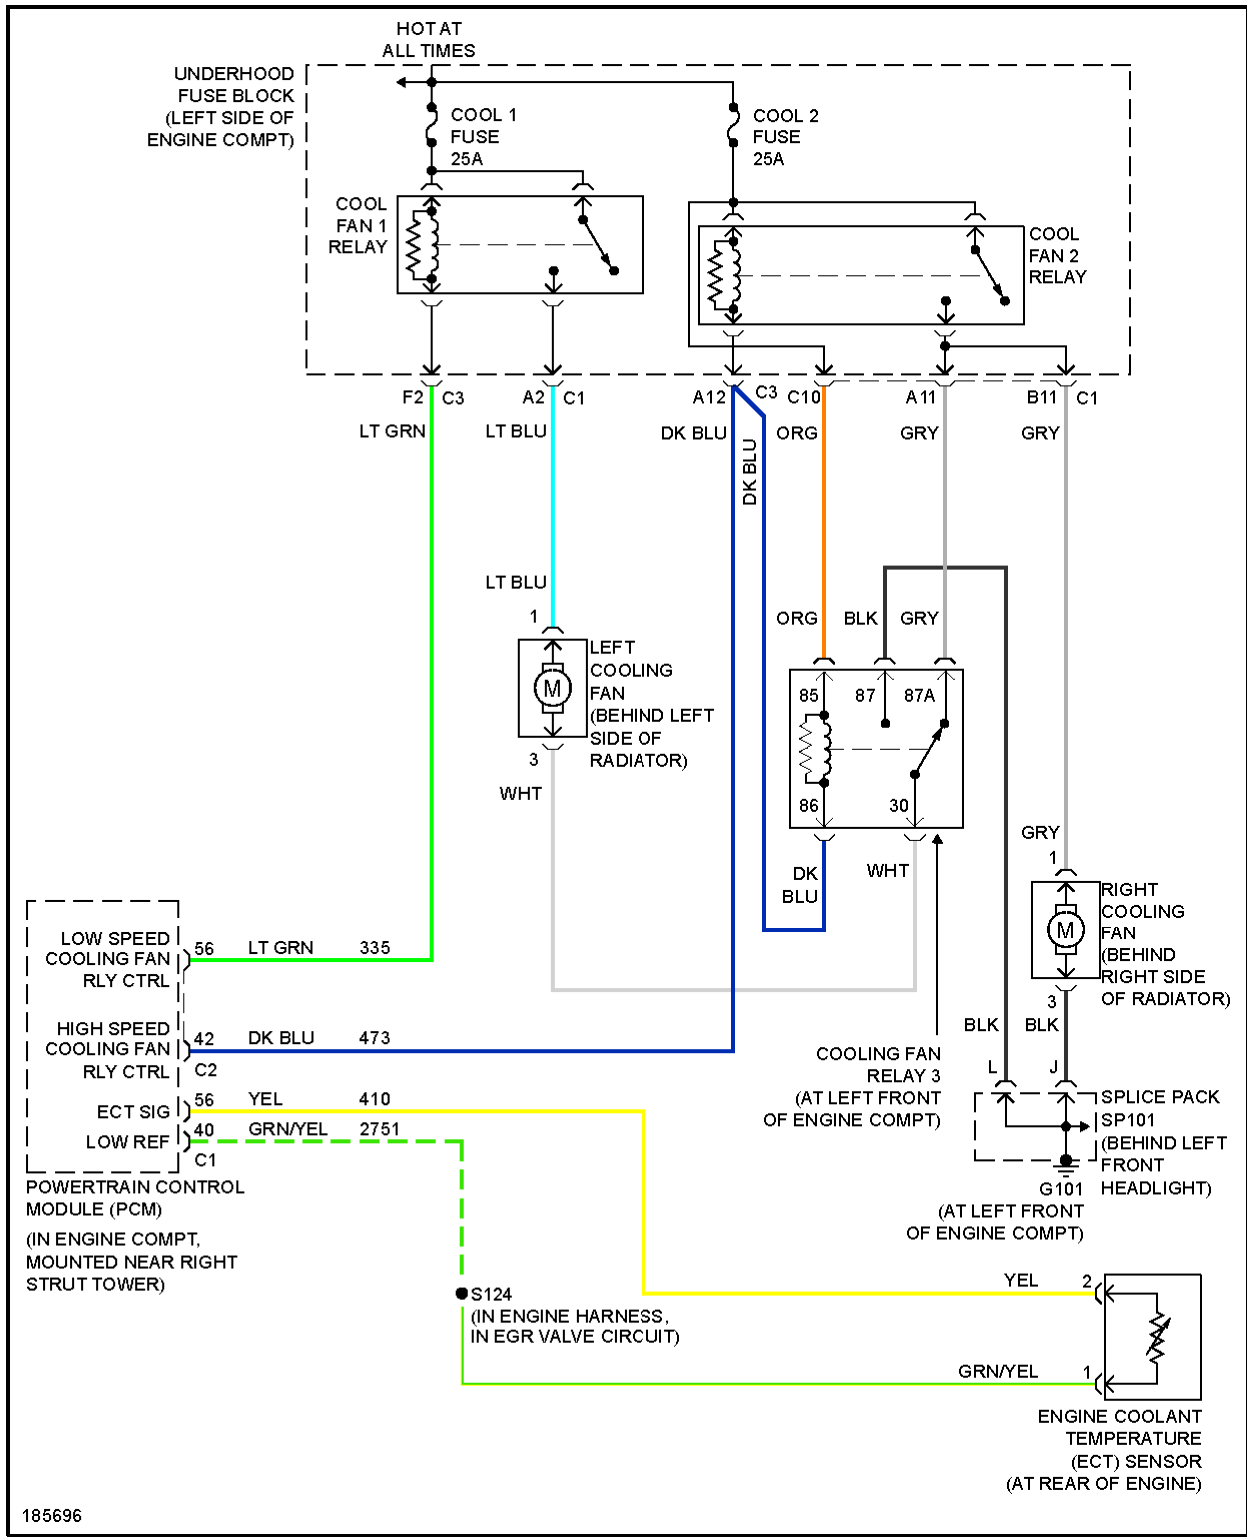 HOT AT
ALL TIMES
UNDERHOOD
FUSE BLOCK
(LEFT SIDE OF
ENGINE COMPT)
COOL 1
FUSE
25A
COOL 2
FUSE
25A
COOL
FAN 1
RELAY
COOL
FAN 2
RELAY
F2
C3
A2
C1
A12
C3
C10
A11
B11
C1
LT GRN
LT BLU
DK BLU
DK BLU
ORG
GRY
GRY
LT BLU
1
ORG
BLK
GRY
LEFT
COOLING
FAN
(BEHIND LEFT
SIDE OF
RADIATOR)
M
3
WHT
85
87
87A
86
30
DK
BLU
WHT
GRY
1
RIGHT
COOLING
FAN
(BEHIND
RIGHT SIDE
OF RADIATOR)
M
3
BLK
BLK
L
J
LOW SPEED
COOLING FAN
RLY CTRL
56
LT GRN
335
HIGH SPEED
COOLING FAN
RLY CTRL
42
DK BLU
473
C2
ECT SIG
56
YEL
410
LOW REF
40
GRN/YEL
2751
C1
POWERTRAIN CONTROL
MODULE (PCM)
(IN ENGINE COMPT,
MOUNTED NEAR RIGHT
STRUT TOWER)
COOLING FAN
RELAY 3
(AT LEFT FRONT
OF ENGINE COMPT)
SPLICE PACK
SP101
(BEHIND LEFT
FRONT
HEADLIGHT)
G101
(AT LEFT FRONT
OF ENGINE COMPT)
S124
(IN ENGINE HARNESS,
IN EGR VALVE CIRCUIT)
YEL
2
GRN/YEL
1
ENGINE COOLANT
TEMPERATURE
(ECT) SENSOR
(AT REAR OF ENGINE)
185696